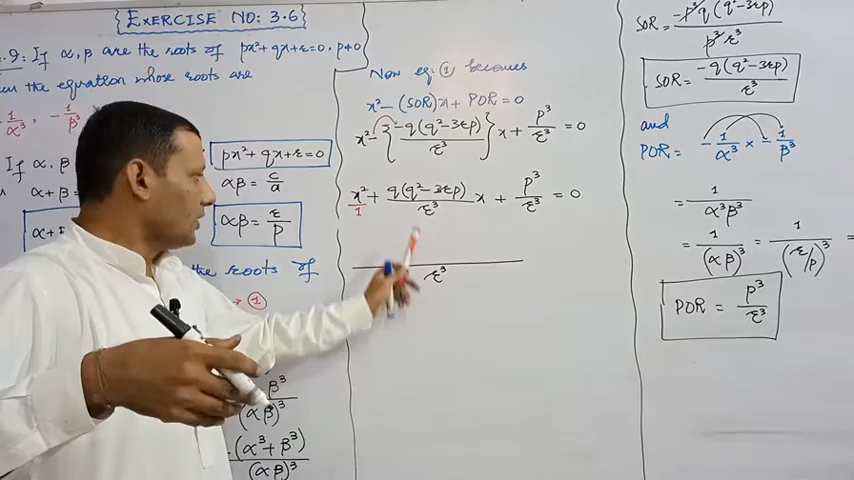 EXERCISE NO: 3.6
.9: If α, β are the roots of px²+qx+r=0. p≠0
the equation whose roots are
1/α³, -1/β³
If α, β
px²+qx+r=0
α+β=
αβ = c/a
α+
αβ = r/p
the roots of
→ ①
β³
(αβ)³
-(α³+β³)
(αβ)³
Now eq: ① becomes
x² - (SOR)x + POR = 0
x² - {-q(q²-3rp)/r³}x + p³/r³ = 0
x²/1 + q(q²-3rp)/r³ x + p³/r³ = 0
r³
SOR = -p³q(q²-3rp)/p³r³
SOR = -q(q²-3rp)/r³
and
POR = -1/α³ × -1/β³
= 1/α³β³
= 1/(αβ)³ = 1/(r/p)³ =
POR = p³/r³